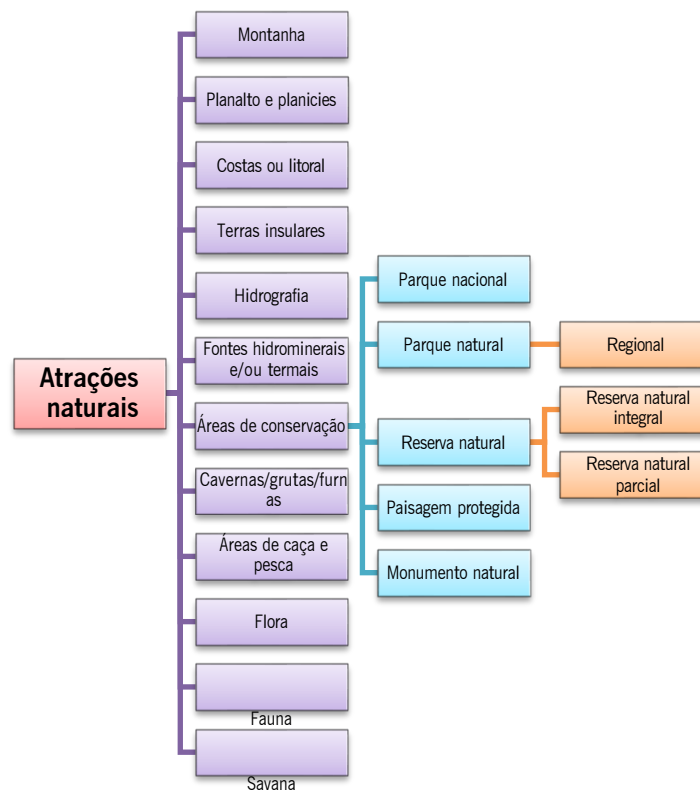 Atrações
naturais
Montanha
Planalto e planicies
Costas ou litoral
Terras insulares
Hidrografia
Fontes hidrominerais
e/ou termais
Áreas de conservação
Cavernas/grutas/furn
as
Áreas de caça e
pesca
Flora
Fauna
Savana
Parque nacional
Parque natural
Reserva natural
Paisagem protegida
Monumento natural
Regional
Reserva natural
integral
Reserva natural
parcial